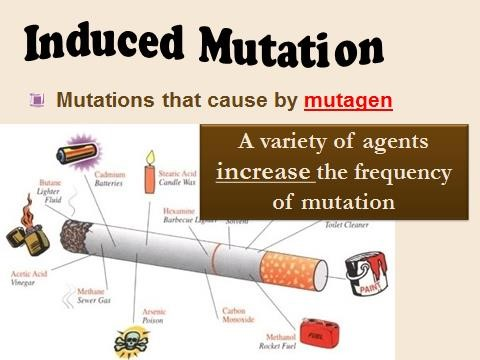 Induced Mutation
Mutations that cause by mutagen
A variety of agents
increase the frequency
of mutation
Cadmium
Batteries
Stearic Acid
Candle Wax
Butane
Lighter
Fluid
Hexamine
Barbecue Lighter
Solvent
Toilet Cleaner
Acetic Acid
Vinegar
PAINT
Methane
Sewer Gas
Arsenic
Poison
Carbon
Monoxide
FUEL
Methanol
Rocket Fuel